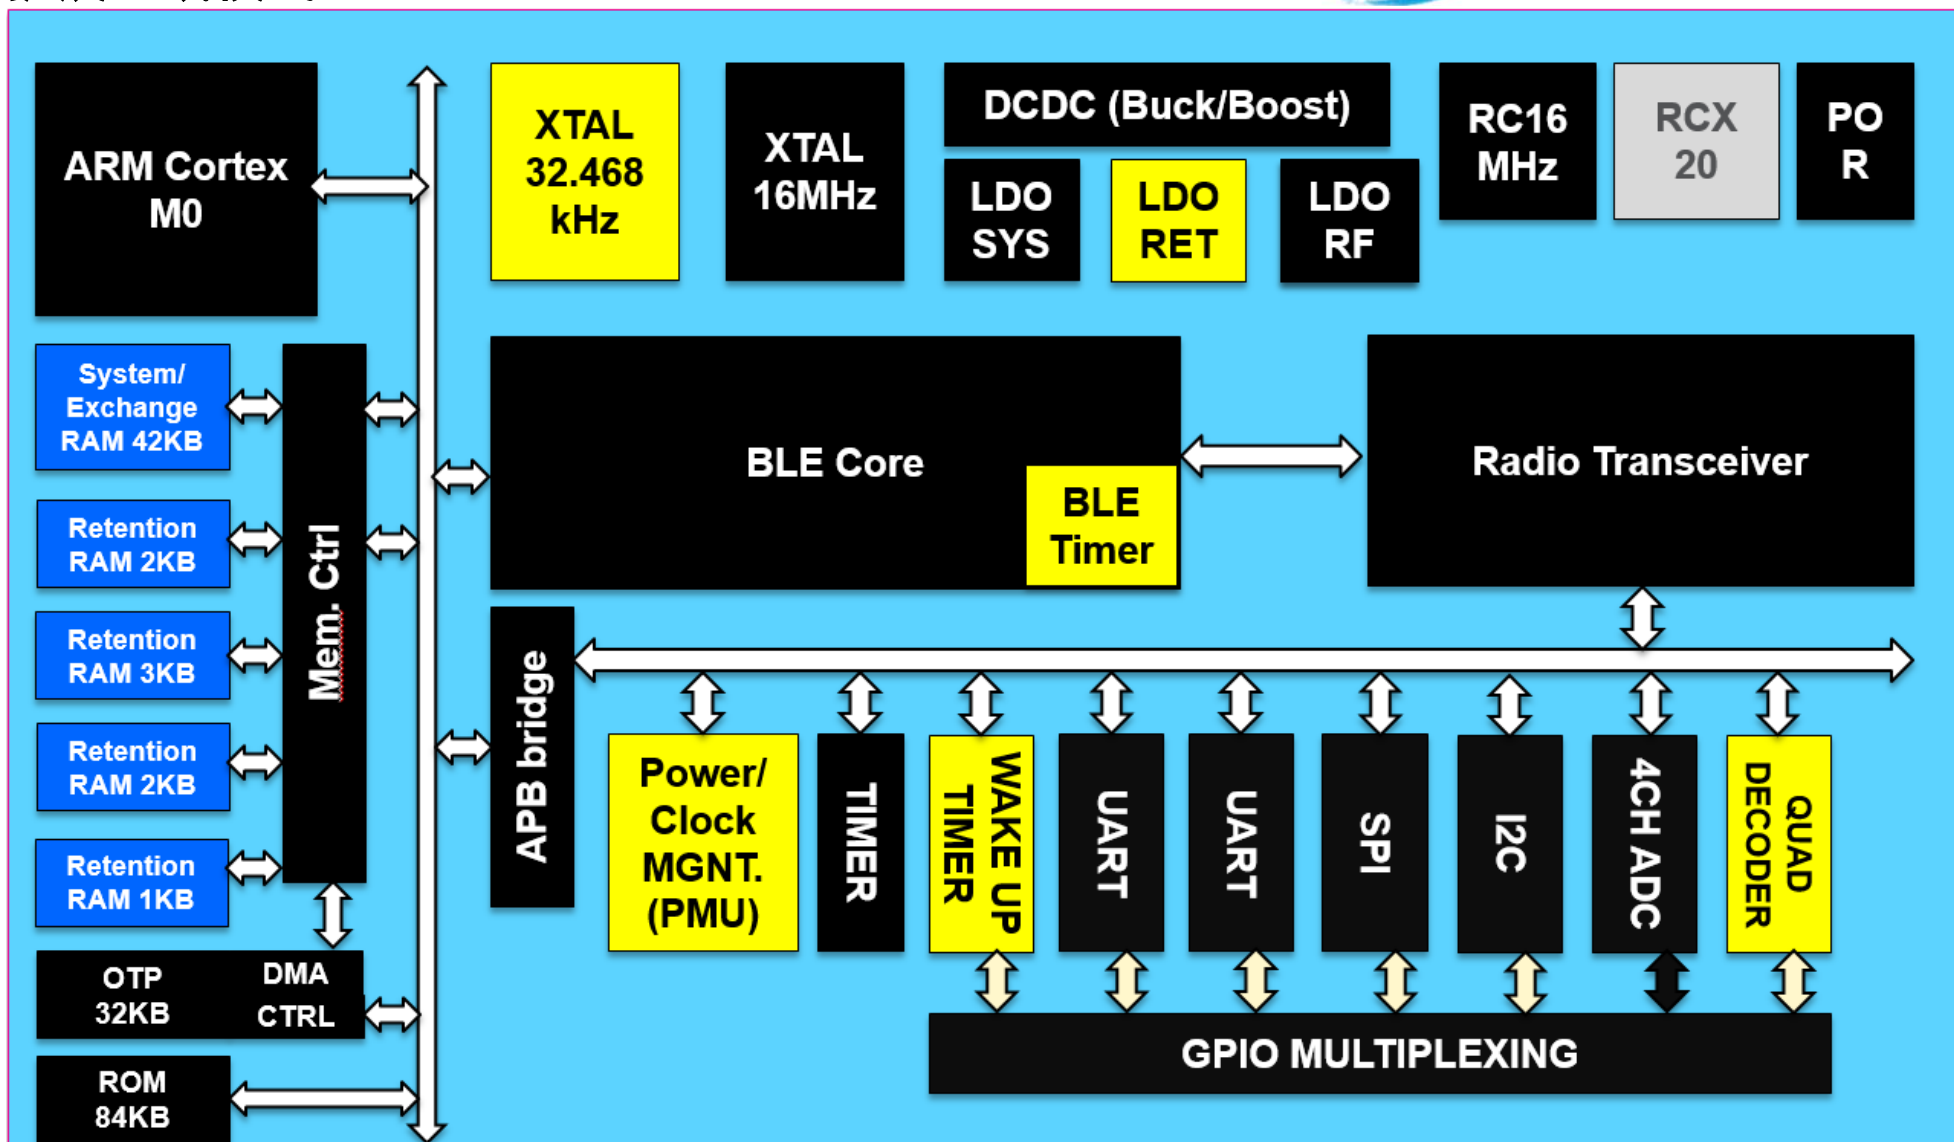 ARM Cortex
M0
XTAL
32.468
kHz
XTAL
16MHz
DCDC (Buck/Boost)
LDO
SYS
LDO
RET
LDO
RF
RC16
MHz
RCX
20
PO
R
System/
Exchange
RAM 42KB
Retention
RAM 2KB
Retention
RAM 3KB
Retention
RAM 2KB
Retention
RAM 1KB
Mem. Ctrl
OTP
32KB
DMA
CTRL
ROM
84KB
BLE Core
BLE
Timer
Radio Transceiver
APB bridge
Power/
Clock
MGNT.
(PMU)
TIMER
WAKE UP
TIMER
UART
UART
SPI
I2C
4CH ADC
QUAD
DECODER
GPIO MULTIPLEXING